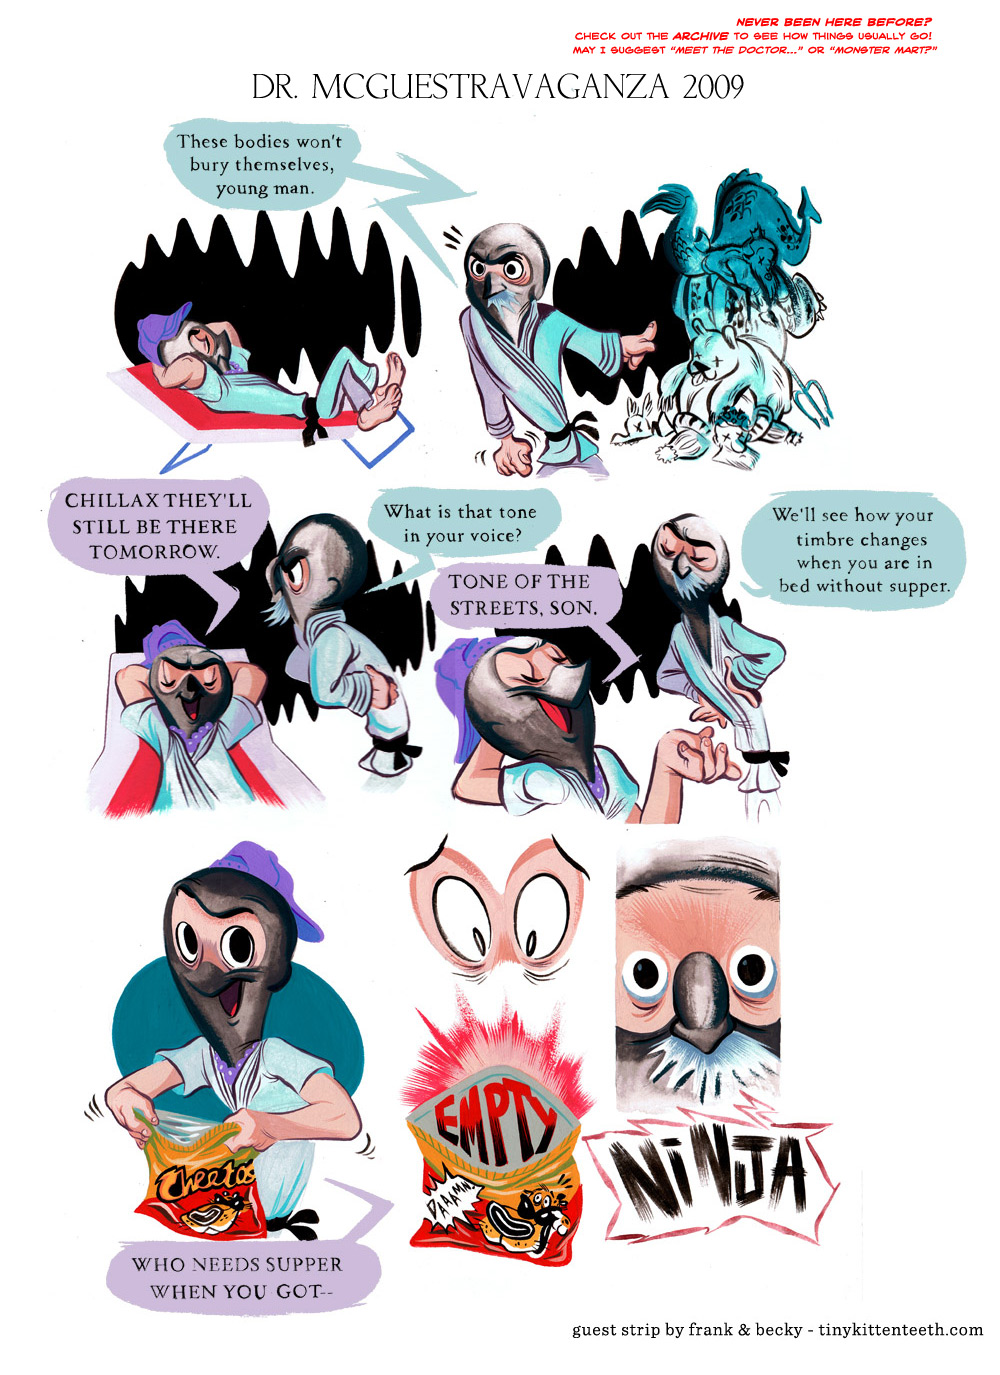 NEVER BEEN HERE BEFORE?
CHECK OUT THE ARCHIVE TO SEE HOW THINGS USUALLY GO!
MAY I SUGGEST "MEET THE DOCTOR..." OR "MONSTER MART?"
DR. MCGUESTRAVAGANZA 2009
These bodies won't
bury themselves,
young man.
CHILLAX THEY'LL
STILL BE THERE
TOMORROW.
What is that tone
in your voice?
TONE OF THE
STREETS, SON.
We'll see how your
timbre changes
when you are in
bed without supper.
Cheetos
WHO NEEDS SUPPER
WHEN YOU GOT--
EMPTY
DAAAMN!
NINJA
guest strip by frank & becky - tinykittenteeth.com